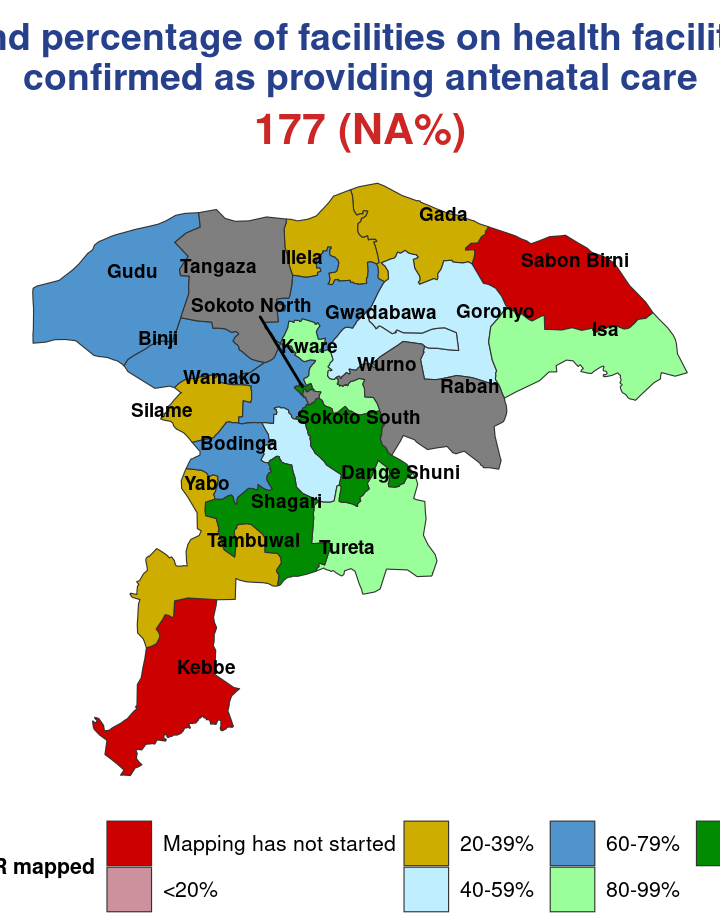 percentage of facilities on health
confirmed as providing antenatal care
177 (NA%)
Gada
Illela
Sabon Birni
Gudu
Tangaza
Sokoto North
Gwadabawa
Goronyo
Isa
Binji
Kware
Wurno
Wamako
Rabah
Silame
Sokoto South
Bodinga
Dange Shuni
Yabo
Shagari
Tambuwal
Tureta
Kebbe
mapped
Mapping has not started
20-39%
60-79%
<20%
40-59%
80-99%